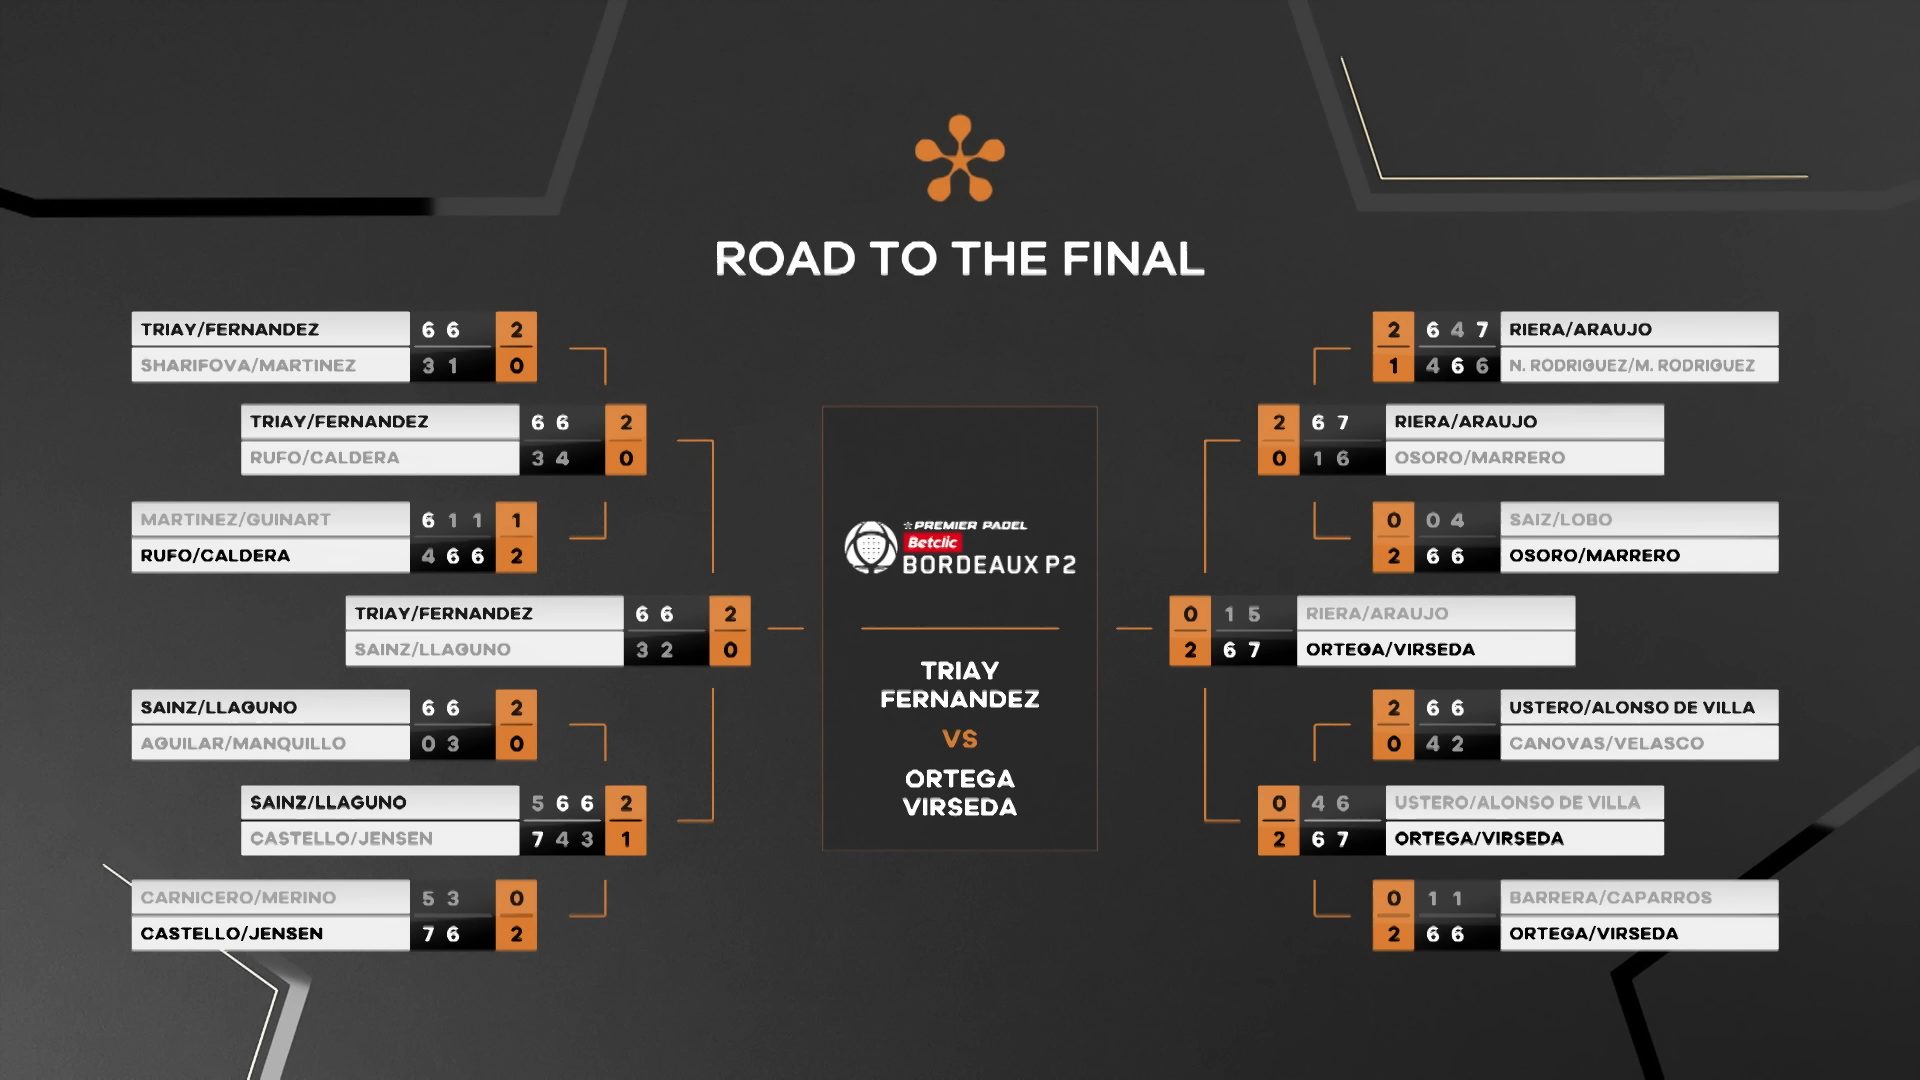 ROAD TO THE FINAL
TRIAY/FERNANDEZ 6 6 2
SHARIFOVA/MARTINEZ 3 1 0
TRIAY/FERNANDEZ 6 6 2
RUFO/CALDERA 3 4 0
MARTINEZ/GUINART 6 1 1 1
RUFO/CALDERA 4 6 6 2
TRIAY/FERNANDEZ 6 6 2
SAINZ/LLAGUNO 3 2 0
SAINZ/LLAGUNO 6 6 2
AGUILAR/MANQUILLO 0 3 0
SAINZ/LLAGUNO 5 6 6 2
CASTELLO/JENSEN 7 4 3 1
CARNICERO/MERINO 5 3 0
CASTELLO/JENSEN 7 6 2
PREMIER PADEL
Betclic
BORDEAUX P2
TRIAY
FERNANDEZ
VS
ORTEGA
VIRSEDA
2 6 4 7 RIERA/ARAUJO
1 4 6 6 N. RODRIGUEZ/M. RODRIGUEZ
2 6 7 RIERA/ARAUJO
0 1 6 OSORO/MARRERO
0 0 4 SAIZ/LOBO
2 6 6 OSORO/MARRERO
0 1 5 RIERA/ARAUJO
2 6 7 ORTEGA/VIRSEDA
2 6 6 USTERO/ALONSO DE VILLA
0 4 2 CANOVAS/VELASCO
0 4 6 USTERO/ALONSO DE VILLA
2 6 7 ORTEGA/VIRSEDA
0 1 1 BARRERA/CAPARROS
2 6 6 ORTEGA/VIRSEDA